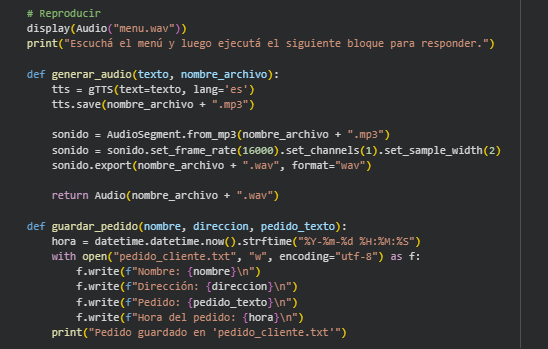 # Reproducir
display(Audio("menu.wav"))
print("Escuchá el menú y luego ejecutá el siguiente bloque para responder.")
def generar_audio(texto, nombre_archivo):
    tts = gTTS(text=texto, lang='es')
    tts.save(nombre_archivo + ".mp3")
    sonido = AudioSegment.from_mp3(nombre_archivo + ".mp3")
    sonido = sonido.set_frame_rate(16000).set_channels(1).set_sample_width(2)
    sonido.export(nombre_archivo + ".wav", format="wav")
    return Audio(nombre_archivo + ".wav")
def guardar_pedido(nombre, direccion, pedido_texto):
    hora = datetime.datetime.now().strftime("%Y-%m-%d %H:%M:%S")
    with open("pedido_cliente.txt", "w", encoding="utf-8") as f:
        f.write(f"Nombre: {nombre}\n")
        f.write(f"Dirección: {direccion}\n")
        f.write(f"Pedido: {pedido_texto}\n")
        f.write(f"Hora del pedido: {hora}\n")
    print("Pedido guardado en 'pedido_cliente.txt'")